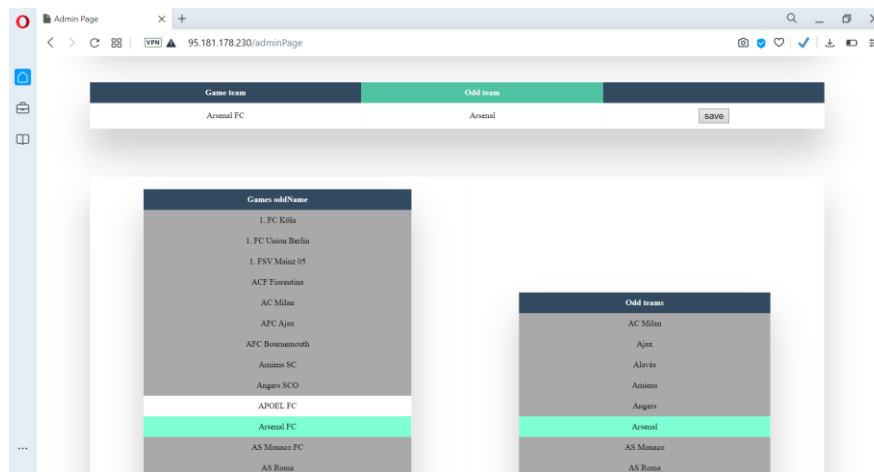 Admin Page
VPN
95.181.178.230/adminPage
Game team Odd team
Arsenal FC Arsenal save
Games oddName
1. FC Köln
1. FC Union Berlin
1. FSV Mainz 05
ACF Fiorentina
AC Milan
AFC Ajax
AFC Bournemouth
Amiens SC
Angers SCO
APOEL FC
Arsenal FC
AS Monaco FC
AS Roma
Odd teams
AC Milan
Ajax
Alavés
Amiens
Angers
Arsenal
AS Monaco
AS Roma